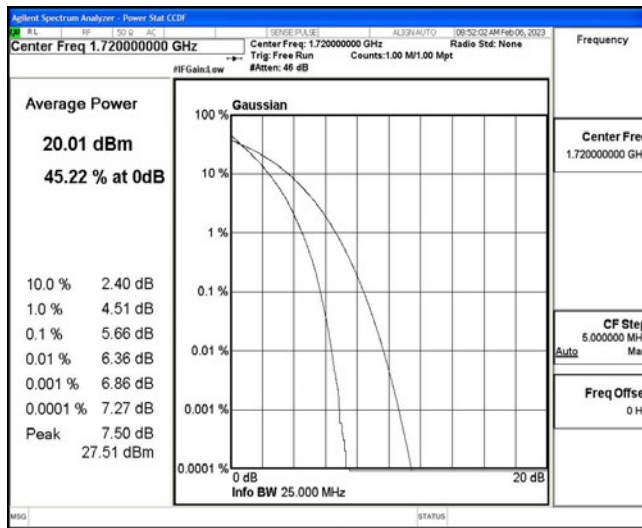 Agilent Spectrum Analyzer - Power Stat CCDF
RL RF 50 Ω AC SENSE:PULSE ALIGN AUTO 08:52:02 AM Feb 06, 2023
Center Freq 1.720000000 GHz
Center Freq: 1.720000000 GHz Radio Std: None
Trig: Free Run Counts:1.00 M/1.00 Mpt
#IFGain:Low #Atten: 46 dB
Frequency
Average Power
20.01 dBm
45.22 % at 0dB
10.0 % 2.40 dB
1.0 % 4.51 dB
0.1 % 5.66 dB
0.01 % 6.36 dB
0.001 % 6.86 dB
0.0001 % 7.27 dB
Peak 7.50 dB
27.51 dBm
Gaussian
100 %
10 %
1 %
0.1 %
0.01 %
0.001 %
0.0001 %
0 dB 20 dB
Info BW 25.000 MHz
Center Fre
1.720000000 GH
CF Ste
5.000000 MH
Auto Ma
Freq Offse
0 H
MSG STATUS